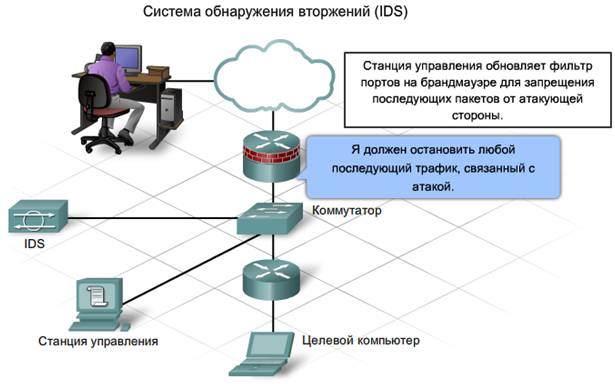 Система обнаружения вторжений (IDS)
Станция управления обновляет фильтр
портов на брандмауэре для запрещения
последующих пакетов от атакующей
стороны.
Я должен остановить любой
последующий трафик, связанный с
атакой.
Коммутатор
IDS
Станция управления
Целевой компьютер